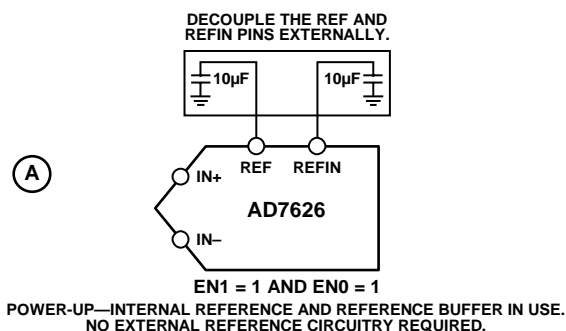 DECOUPLE THE REF AND
REFIN PINS EXTERNALLY.
10µF
10µF
REF
REFIN
A
IN+
AD7626
IN–
EN1 = 1 AND EN0 = 1
POWER-UP—INTERNAL REFERENCE AND REFERENCE BUFFER IN USE.
NO EXTERNAL REFERENCE CIRCUITRY REQUIRED.